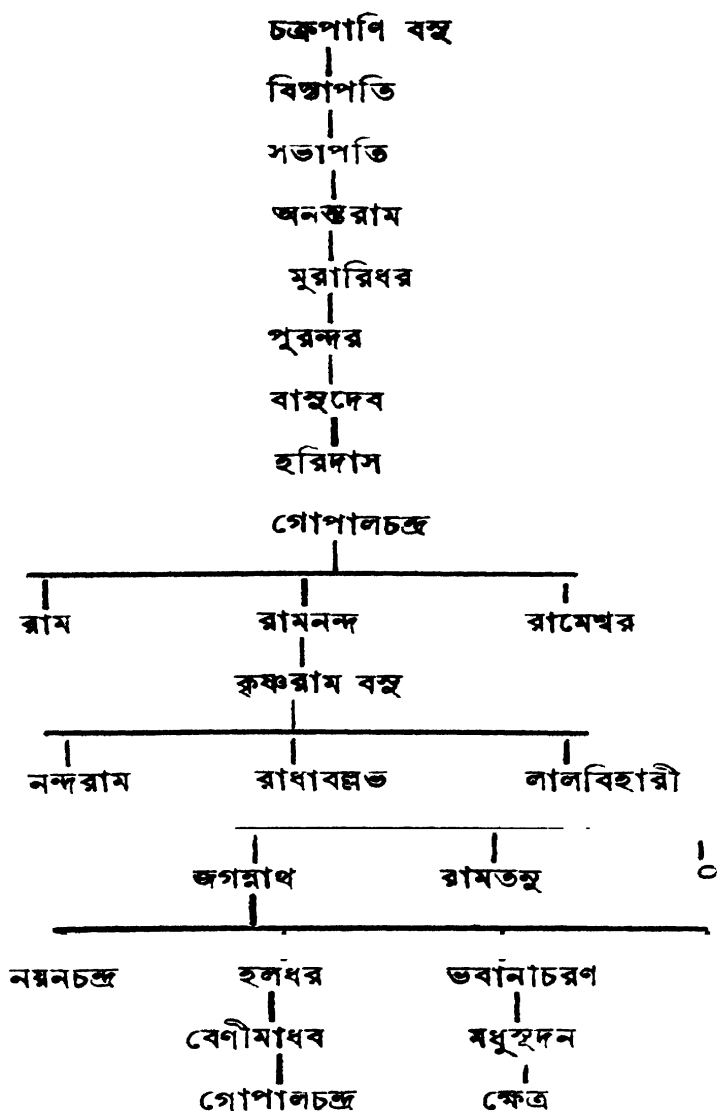 চক্রপাণি বসু
বিদ্যাপতি
সভাপতি
অনন্তরাম
মুরারিধর
পুরন্দর
বাসুদেব
হরিদাস
গোপালচন্দ্র
রাম রামনন্দ রামেশ্বর
কৃষ্ণরাম বসু
নন্দরাম রাধাবল্লভ লালবিহারী
জগন্নাথ রামতনু ০
নয়নচন্দ্র হলধর ভবানাচরণ
বেণীমাধব মধুসূদন
গোপালচন্দ্র ক্ষেত্র